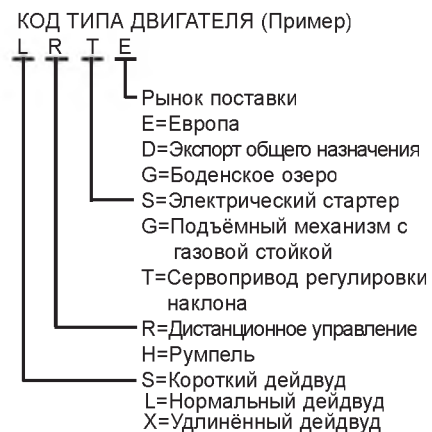 КОД ТИПА ДВИГАТЕЛЯ (Пример)
L R T E
Рынок поставки
E=Европа
D=Экспорт общего назначения
G=Боденское озеро
S=Электрический стартер
G=Подъёмный механизм с
газовой стойкой
T=Сервопривод регулировки
наклона
R=Дистанционное управление
H=Румпель
S=Короткий дейдвуд
L=Нормальный дейдвуд
X=Удлинённый дейдвуд